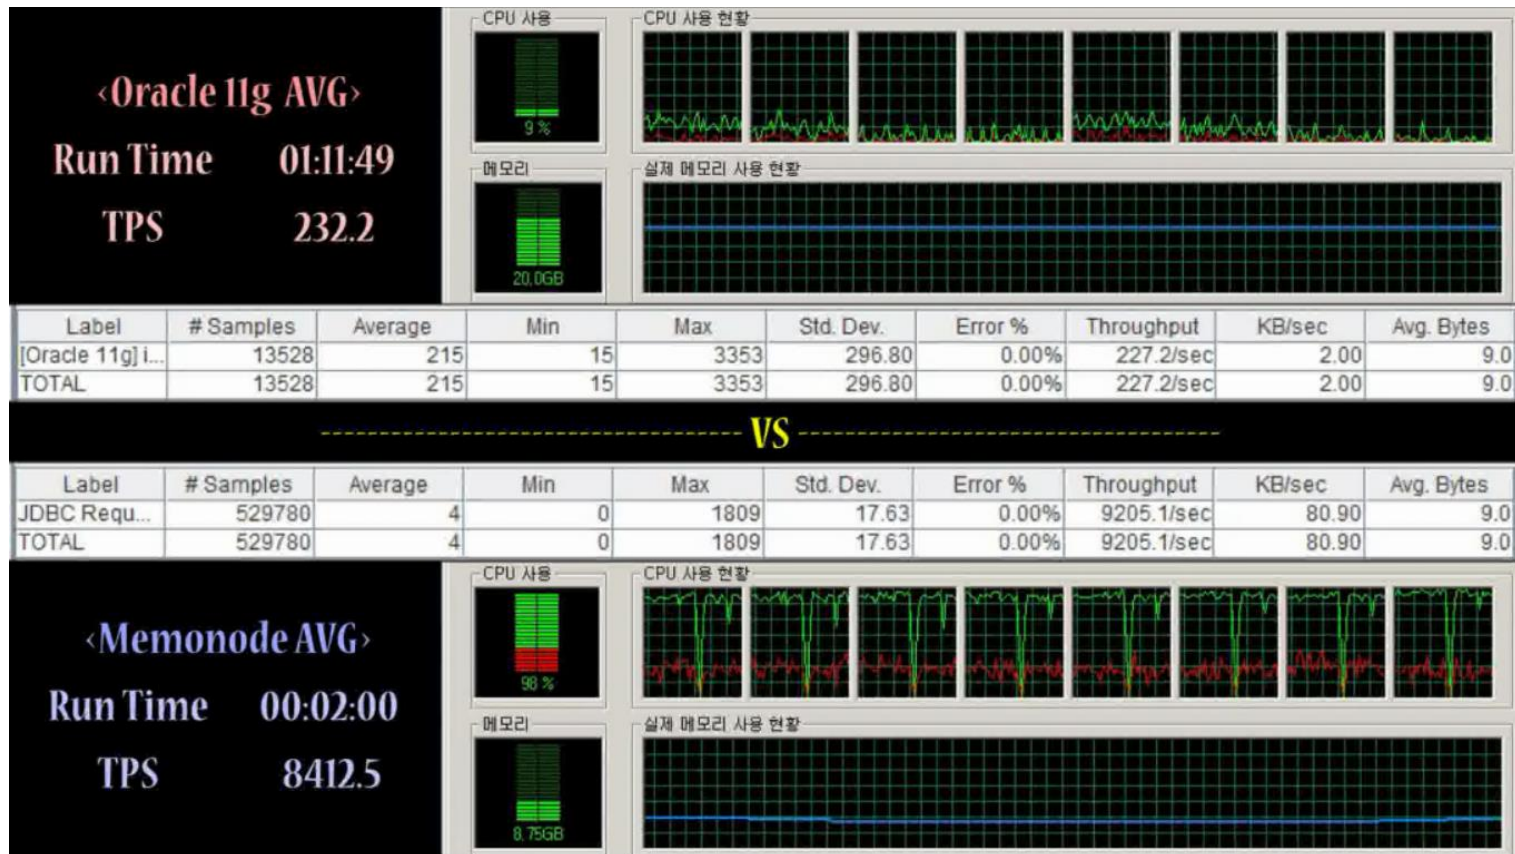 CPU 사용
CPU 사용 현황
‹Oracle 11g AVG›
9 %
Run Time 01:11:49
메모리
실제 메모리 사용 현황
TPS 232.2
20,0GB
Label # Samples Average Min Max Std. Dev. Error % Throughput KB/sec Avg. Bytes
[Oracle 11g] i... 13528 215 15 3353 296.80 0.00% 227.2/sec 2.00 9.0
TOTAL 13528 215 15 3353 296.80 0.00% 227.2/sec 2.00 9.0
VS
Label # Samples Average Min Max Std. Dev. Error % Throughput KB/sec Avg. Bytes
JDBC Requ... 529780 4 0 1809 17.63 0.00% 9205.1/sec 80.90 9.0
TOTAL 529780 4 0 1809 17.63 0.00% 9205.1/sec 80.90 9.0
CPU 사용
CPU 사용 현황
‹Memonode AVG›
98 %
Run Time 00:02:00
메모리
실제 메모리 사용 현황
TPS 8412.5
8,75GB